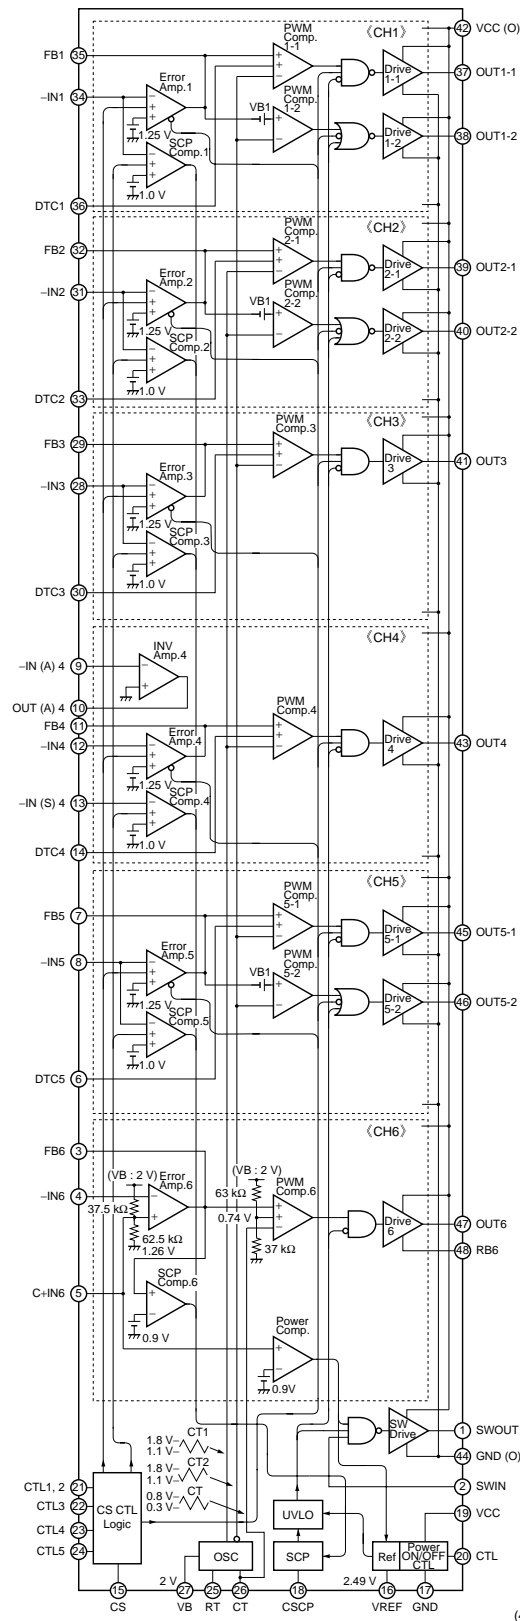 PWM Comp. 1-1
《CH1》
42 VCC (O)
FB1 35
Error Amp.1
Drive 1-1
37 OUT1-1
−IN1 34
VB1
PWM Comp. 1-2
1.25 V
Drive 1-2
38 OUT1-2
SCP Comp.1
1.0 V
DTC1 36
PWM Comp. 2-1
《CH2》
FB2 32
Error Amp.2
Drive 2-1
39 OUT2-1
−IN2 31
VB1
PWM Comp. 2-2
1.25 V
Drive 2-2
40 OUT2-2
SCP Comp.2
1.0 V
DTC2 33
PWM Comp.3
《CH3》
FB3 29
Error Amp.3
Drive 3
41 OUT3
−IN3 28
1.25 V
SCP Comp.3
1.0 V
DTC3 30
《CH4》
INV Amp.4
−IN (A) 4 9
OUT (A) 4 10
FB4 11
PWM Comp.4
−IN4 12
Error Amp.4
Drive 4
43 OUT4
1.25 V
−IN (S) 4 13
SCP Comp.4
1.0 V
DTC4 14
PWM Comp. 5-1
《CH5》
FB5 7
Error Amp.5
Drive 5-1
45 OUT5-1
−IN5 8
VB1
PWM Comp. 5-2
1.25 V
Drive 5-2
46 OUT5-2
SCP Comp.5
1.0 V
DTC5 6
《CH6》
FB6 3
(VB : 2 V)
Error Amp.6
(VB : 2 V)
PWM Comp.6
−IN6 4
37.5 kΩ
63 kΩ
0.74 V
Drive 6
47 OUT6
62.5 kΩ
1.26 V
37 kΩ
48 RB6
C+IN6 5
SCP Comp.6
0.9 V
Power Comp.
0.9V
SW Drive
1 SWOUT
44 GND (O)
CT1
1.8 V
1.1 V
CT2
1.8 V
1.1 V
CT
0.8 V
0.3 V
2 SWIN
CTL1, 2 21
CTL3 22
CTL4 23
CTL5 24
CS CTL Logic
UVLO
19 VCC
OSC
SCP
Ref
Power ON/OFF CTL
20 CTL
2 V
2.49 V
15 27 25 26 18 16 17
CS VB RT CT CSCP VREF GND